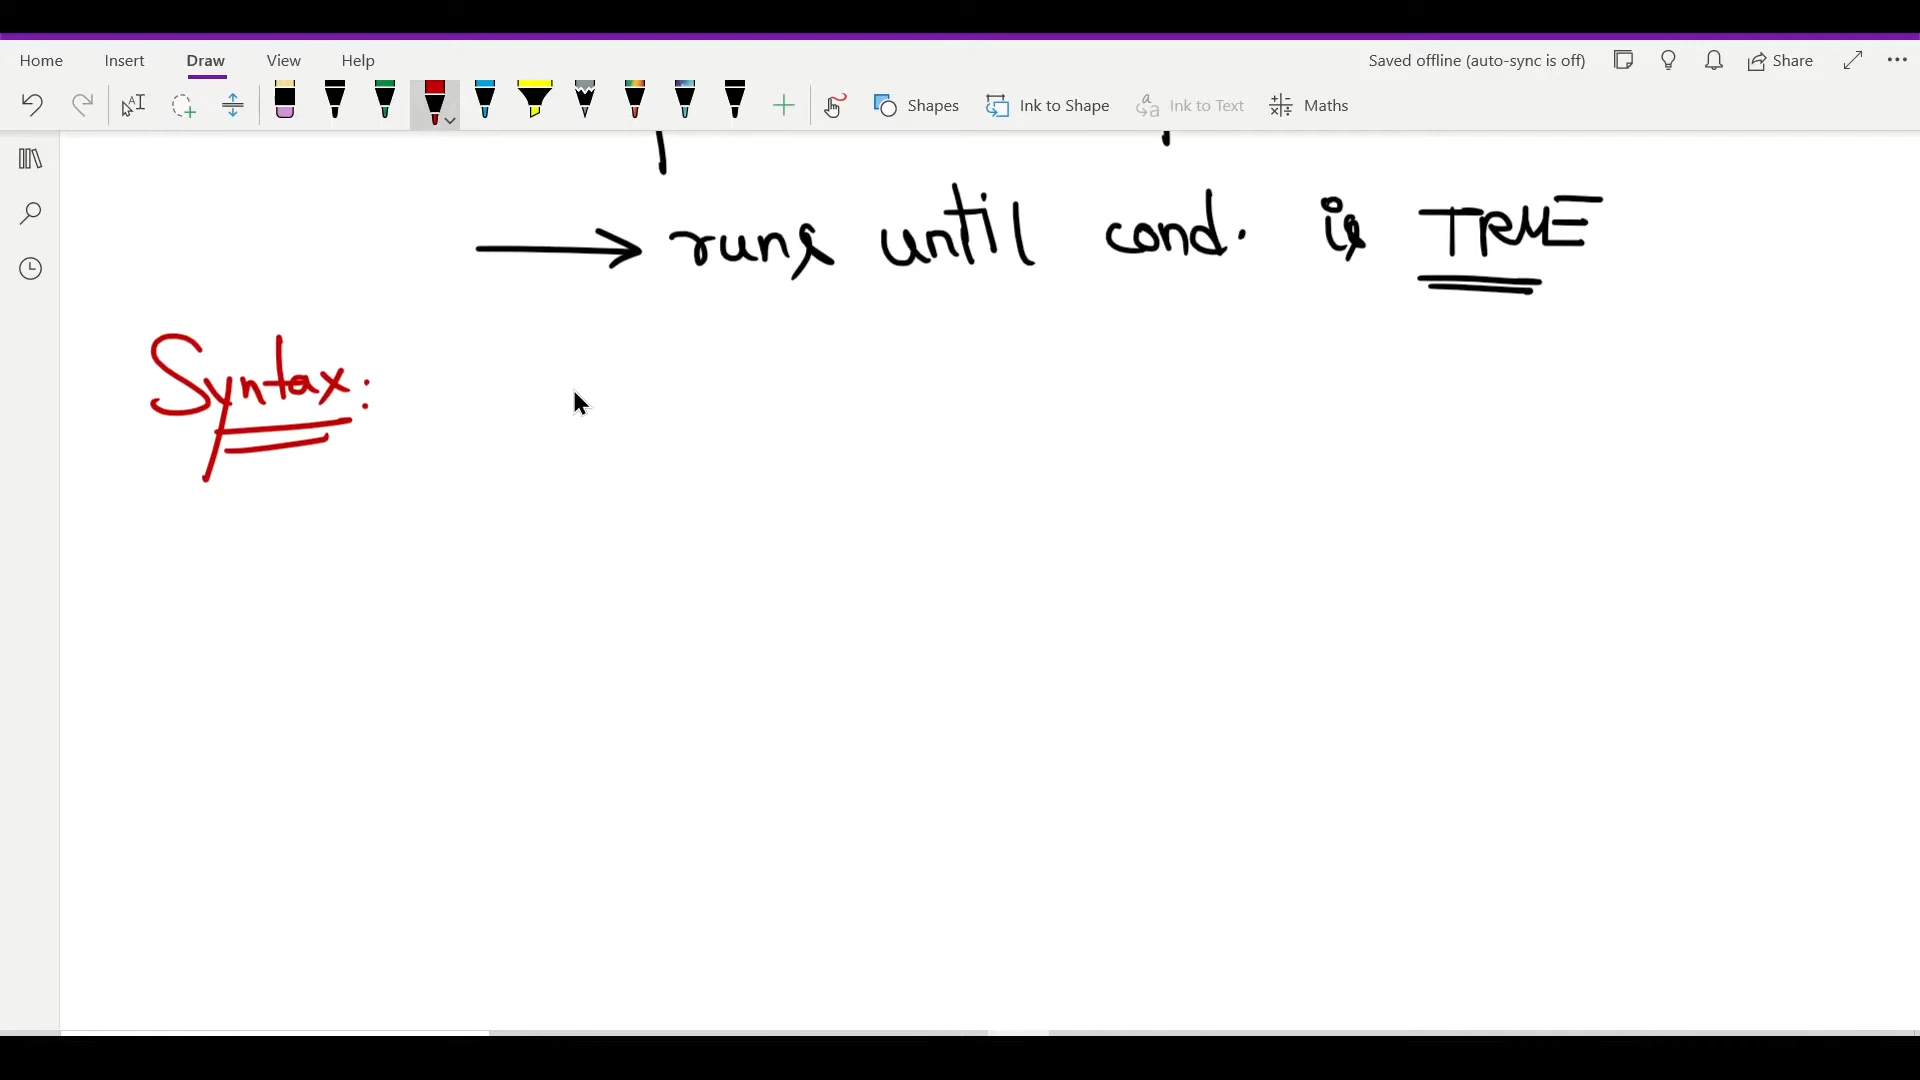 Home Insert Draw View Help Saved offline (auto-sync is off) Share
Shapes Ink to Shape Ink to Text Maths
→ runs until cond. is TRUE
Syntax: